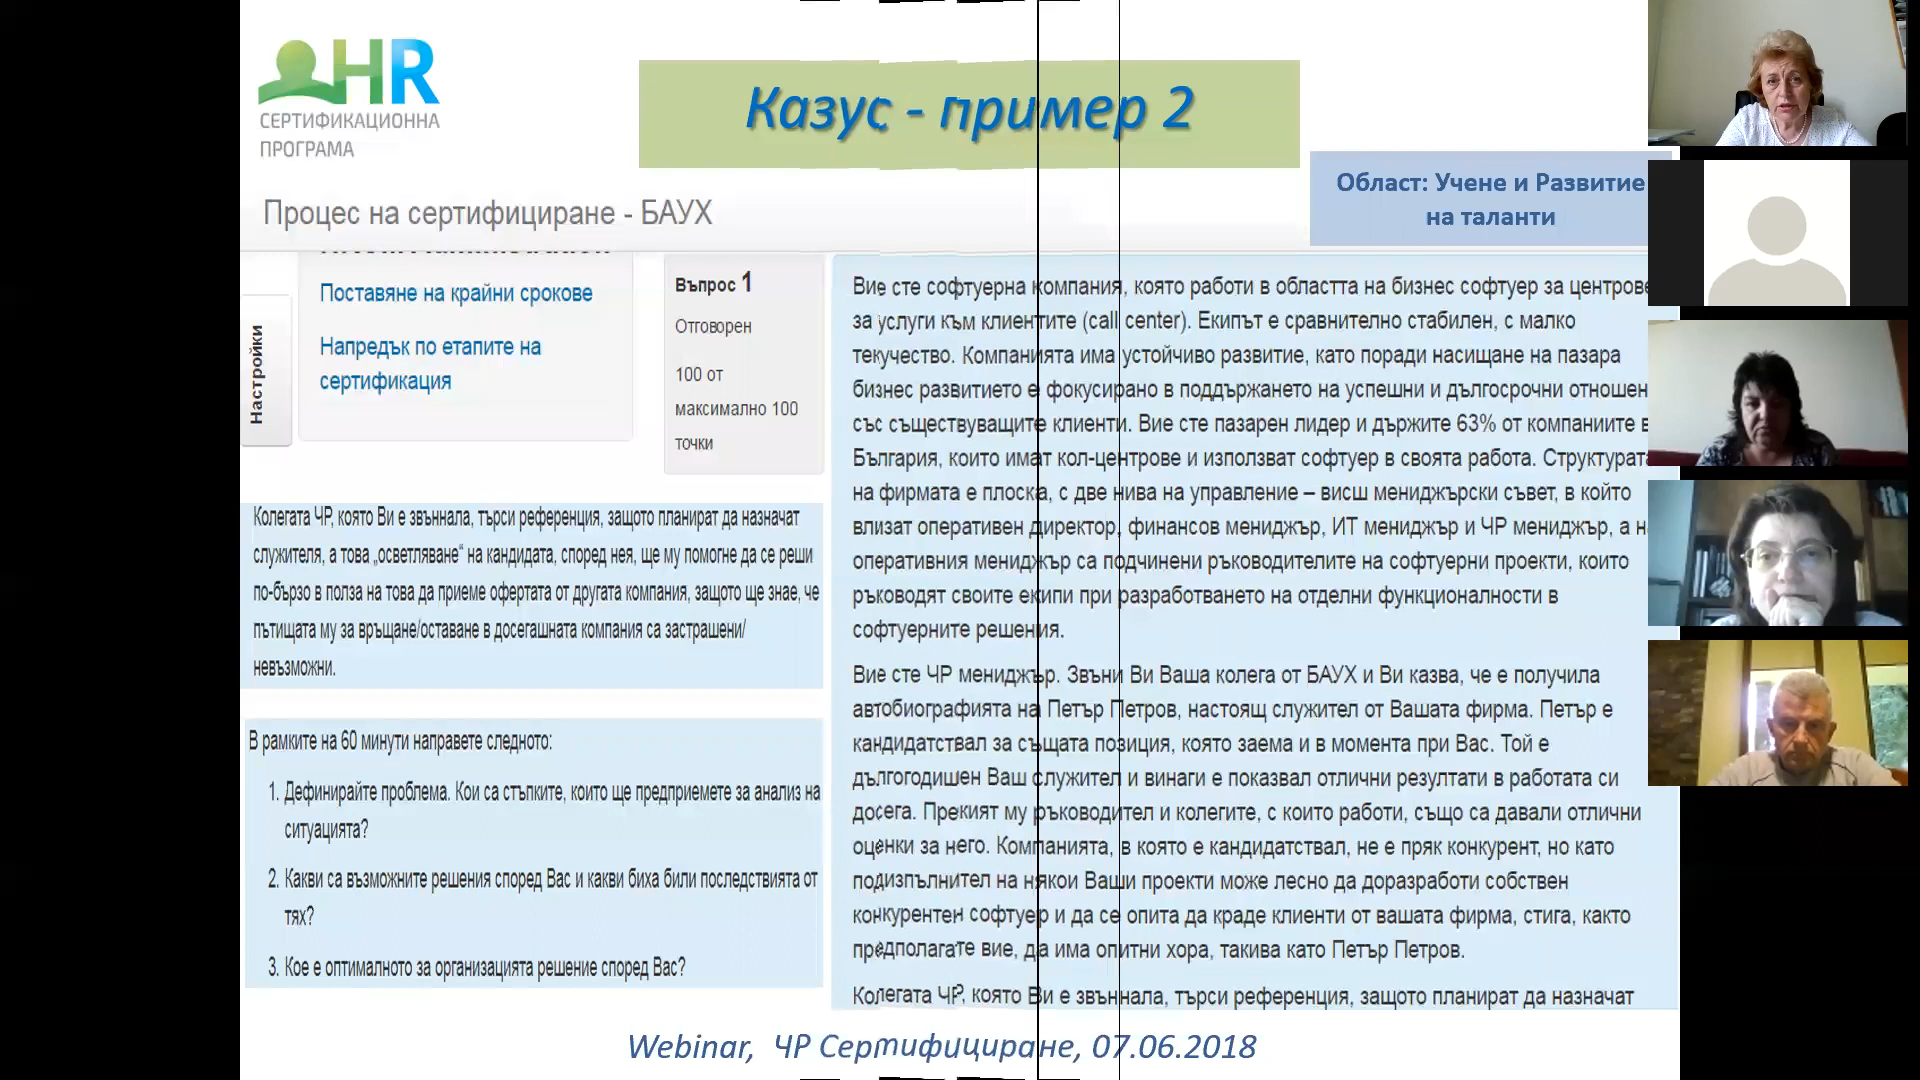 HR
СЕРТИФИКАЦИОННА
ПРОГРАМА
Казус - пример 2
Област: Учене и Развитие
на таланти
Процес на сертифициране - БАУХ
Настройки
Поставяне на крайни срокове
Напредък по етапите на
сертификация
Въпрос 1
Отговорен
100 от
максимално 100
точки
Колегата ЧР, която Ви е звъннала, търси референция, защото планират да назначат
служителя, а това „осветляване“ на кандидата, според нея, ще му помогне да се реши
по-бързо в полза на това да приеме офертата от другата компания, защото ще знае, че
пътищата му за връщане/оставане в досегашната компания са застрашени/
невъзможни.
В рамките на 60 минути направете следното:
1. Дефинирайте проблема. Кои са стъпките, които ще предприемете за анализ на
ситуацията?
2. Какви са възможните решения според Вас и какви биха били последствията от
тях?
3. Кое е оптималното за организацията решение според Вас?
Вие сте софтуерна компания, която работи в областта на бизнес софтуер за центрове
за услуги към клиентите (call center). Екипът е сравнително стабилен, с малко
текучество. Компанията има устойчиво развитие, като поради насищане на пазара
бизнес развитието е фокусирано в поддържането на успешни и дългосрочни отношен
със съществуващите клиенти. Вие сте пазарен лидер и държите 63% от компаниите в
България, които имат кол-центрове и използват софтуер в своята работа. Структурата
на фирмата е плоска, с две нива на управление – висш мениджърски съвет, в който
влизат оперативен директор, финансов мениджър, ИТ мениджър и ЧР мениджър, а н
оперативния мениджър са подчинени ръководителите на софтуерни проекти, които
ръководят своите екипи при разработването на отделни функционалности в
софтуерните решения.
Вие сте ЧР мениджър. Звъни Ви Ваша колега от БАУХ и Ви казва, че е получила
автобиографията на Петър Петров, настоящ служител от Вашата фирма. Петър е
кандидатствал за същата позиция, която заема и в момента при Вас. Той е
дългогодишен Ваш служител и винаги е показвал отлични резултати в работата си
досега. Прекият му ръководител и колегите, с които работи, също са давали отлични
оценки за него. Компанията, в която е кандидатствал, не е пряк конкурент, но като
подизпълнител на някои Ваши проекти може лесно да доразработи собствен
конкурентен софтуер и да се опита да краде клиенти от вашата фирма, стига, както
предполагате вие, да има опитни хора, такива като Петър Петров.
Колегата ЧР, която Ви е звъннала, търси референция, защото планират да назначат
Webinar, ЧР Сертифициране, 07.06.2018